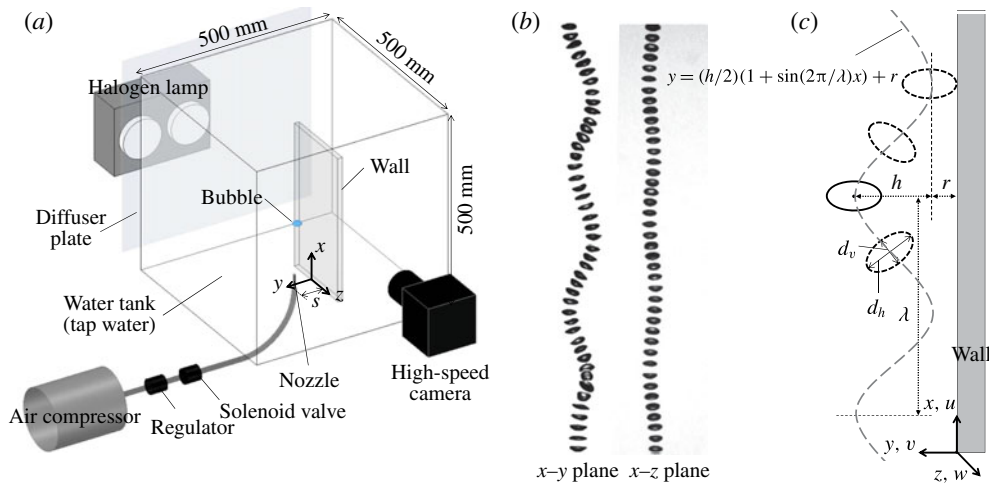 (a)
500 mm
500 mm
500 mm
Halogen lamp
Wall
Bubble
Diffuser
plate
x
y
s
z
Water tank
(tap water)
Nozzle
High-speed
camera
Solenoid valve
Air compressor
Regulator
(b)
x–y plane
x–z plane
(c)
y = (h/2)(1 + sin(2π/λ)x) + r
h
r
d_v
d_h
λ
Wall
x, u
y, v
z, w